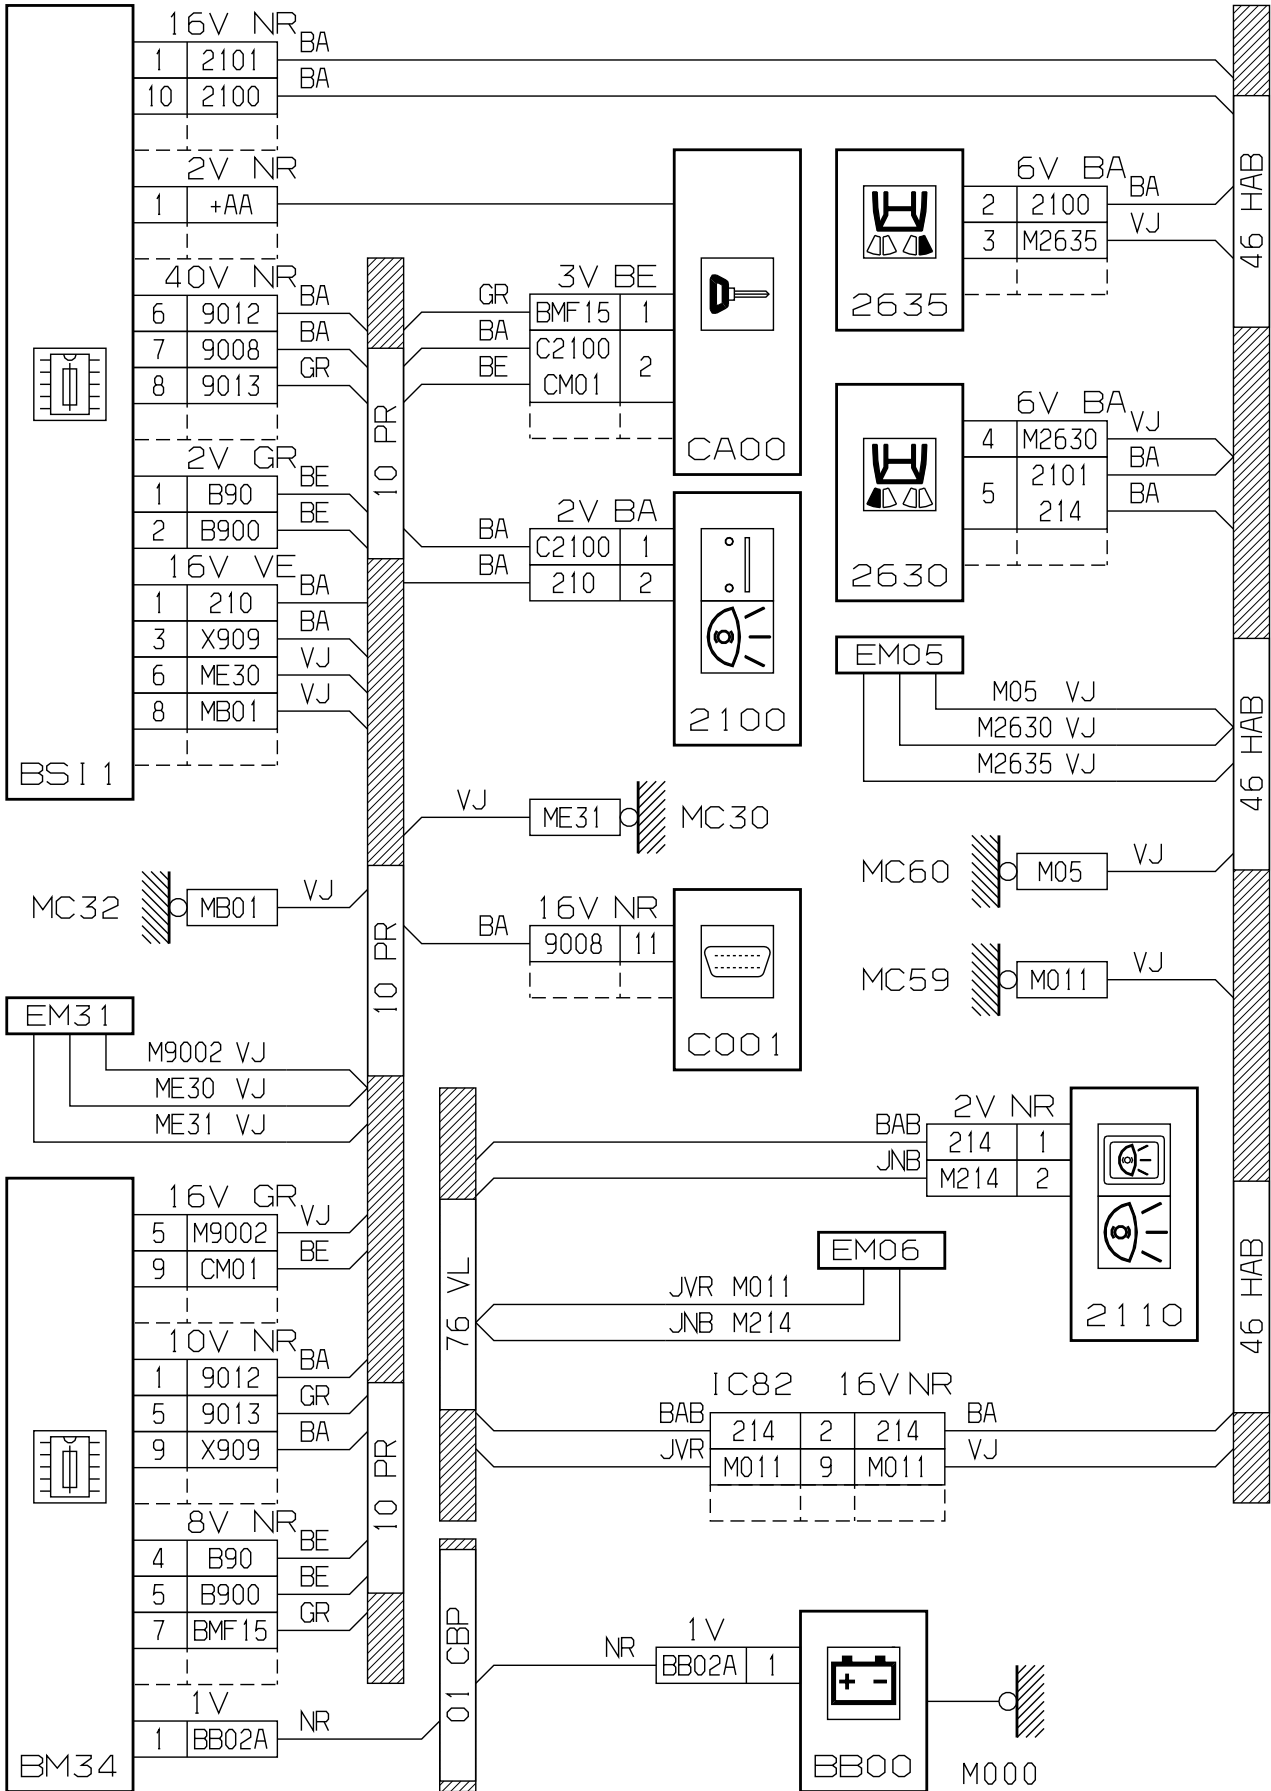 16V NR
1 2101 BA
10 2100 BA
2V NR
1 +AA
40V NR
6 9012 BA
7 9008 BA
8 9013 GR
2V GR
1 B90 BE
2 B900 BE
16V VE
1 210 BA
3 X909 BA
6 ME30 VJ
8 MB01 VJ
BSI1
10 PR
3V BE
GR BMF15 1
BA C2100 2
BE CM01
CA00
2V BA
BA C2100 1
BA 210 2
2100
6V BA
2 2100 BA
3 M2635 VJ
2635
46 HAB
6V BA
4 M2630 VJ
5 2101 BA
214 BA
2630
EM05
M05 VJ
M2630 VJ
M2635 VJ
46 HAB
VJ ME31 MC30
MC32 MB01 VJ
MC60 M05 VJ
16V NR
BA 9008 11
C001
MC59 M011 VJ
10 PR
EM31
M9002 VJ
ME30 VJ
ME31 VJ
2V NR
BAB 214 1
JNB M214 2
2110
16V GR
5 M9002 VJ
9 CM01 BE
10V NR
1 9012 BA
5 9013 GR
9 X909 BA
8V NR
4 B90 BE
5 B900 BE
7 BMF15 GR
1V
1 BB02A NR
BM34
10 PR
76 VL
EM06
JVR M011
JNB M214
46 HAB
IC82 16V NR
BAB 214 2 214 BA
JVR M011 9 M011 VJ
01 CBP
1V
NR BB02A 1
+ -
BB00
M000